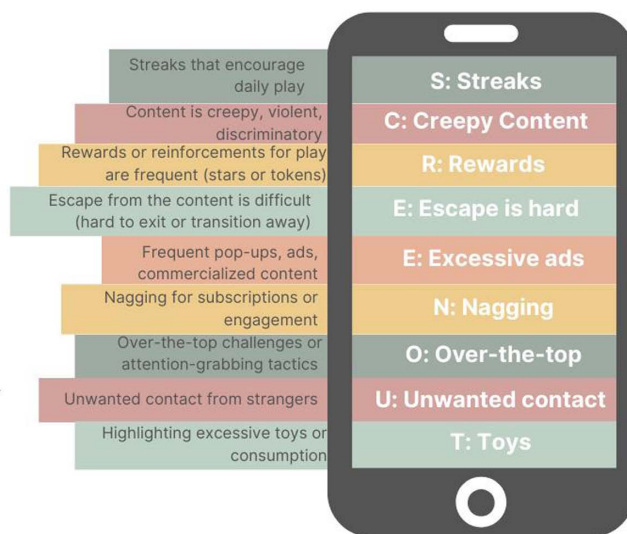 Streaks that encourage
daily play
S: Streaks
Content is creepy, violent,
discriminatory
C: Creepy Content
Rewards or reinforcements for play
are frequent (stars or tokens)
R: Rewards
Escape from the content is difficult
(hard to exit or transition away)
E: Escape is hard
Frequent pop-ups, ads,
commercialized content
E: Excessive ads
Nagging for subscriptions or
engagement
N: Nagging
Over-the-top challenges or
attention-grabbing tactics
O: Over-the-top
Unwanted contact from strangers
U: Unwanted contact
Highlighting excessive toys or
consumption
T: Toys